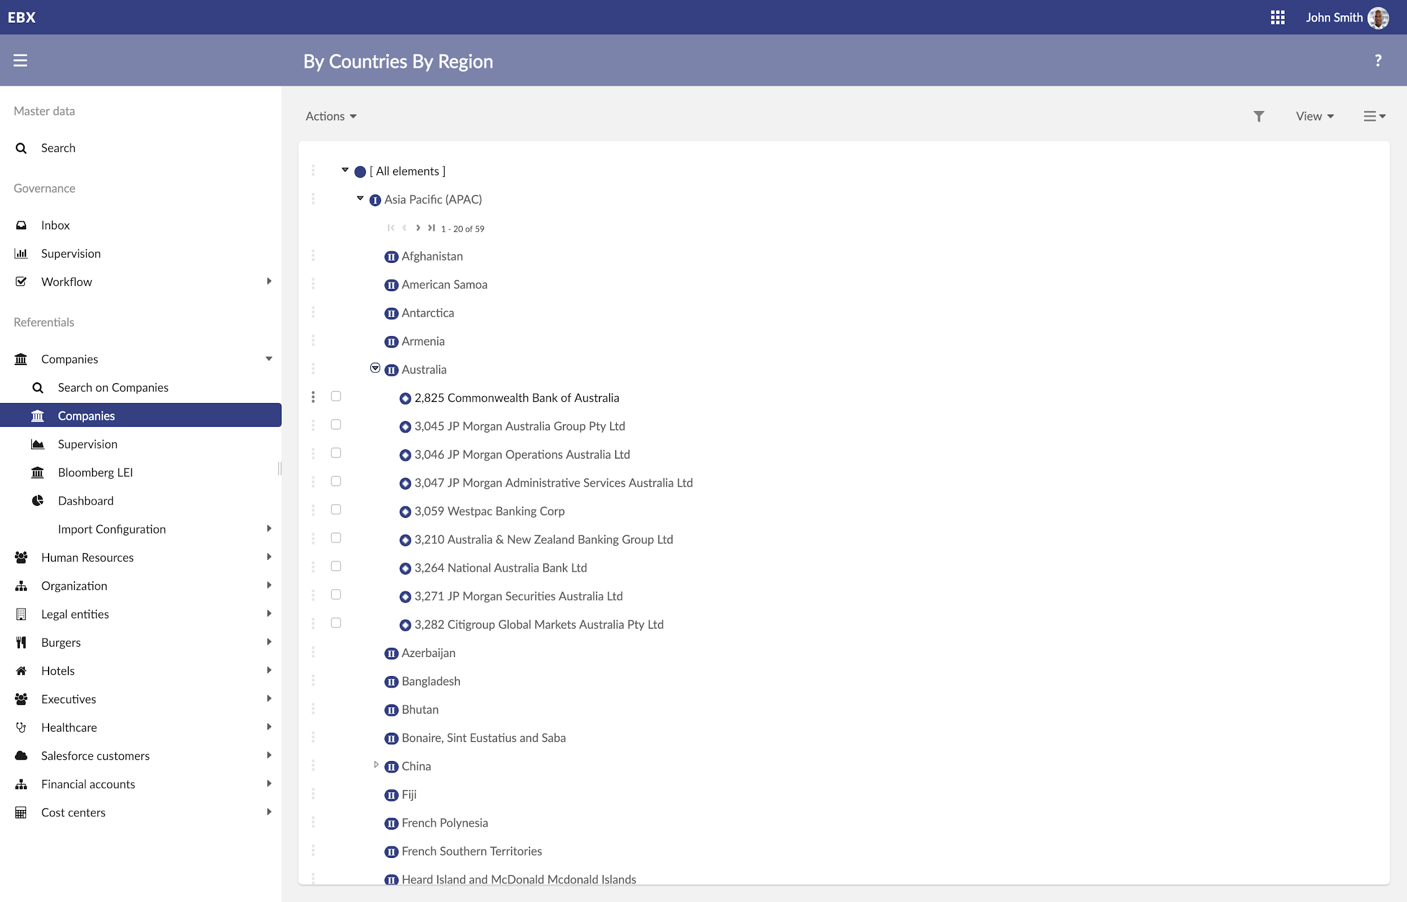 EBX
John Smith
By Countries By Region
?
Master data
Search
Governance
Inbox
Supervision
Workflow
Referentials
Companies
Search on Companies
Companies
Supervision
Bloomberg LEI
Dashboard
Import Configuration
Human Resources
Organization
Legal entities
Burgers
Hotels
Executives
Healthcare
Salesforce customers
Financial accounts
Cost centers
Actions
View
[ All elements ]
I Asia Pacific (APAC)
1 - 20 of 59
II Afghanistan
II American Samoa
II Antarctica
II Armenia
II Australia
2,825 Commonwealth Bank of Australia
3,045 JP Morgan Australia Group Pty Ltd
3,046 JP Morgan Operations Australia Ltd
3,047 JP Morgan Administrative Services Australia Ltd
3,059 Westpac Banking Corp
3,210 Australia & New Zealand Banking Group Ltd
3,264 National Australia Bank Ltd
3,271 JP Morgan Securities Australia Ltd
3,282 Citigroup Global Markets Australia Pty Ltd
II Azerbaijan
II Bangladesh
II Bhutan
II Bonaire, Sint Eustatius and Saba
II China
II Fiji
II French Polynesia
II French Southern Territories
II Heard Island and McDonald Mcdonald Islands